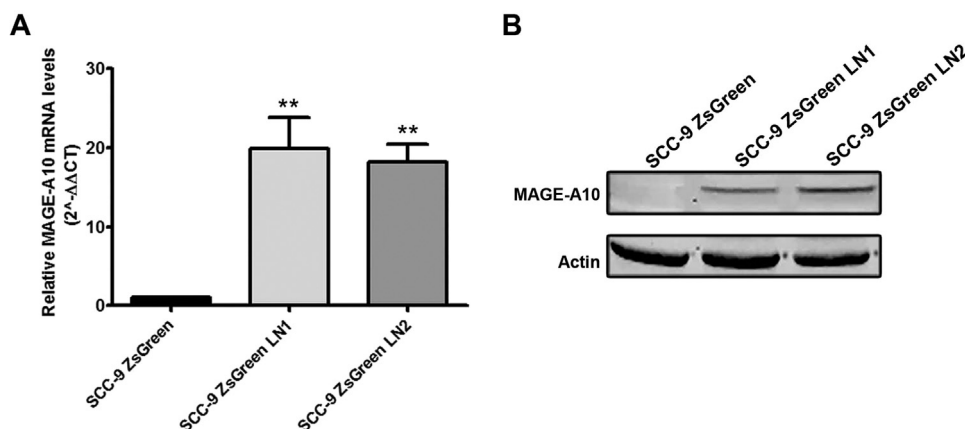 A
Relative MAGE-A10 mRNA levels
(2^-ΔΔCT)
30
20
10
0
**
**
SCC-9 ZsGreen
SCC-9 ZsGreen LN1
SCC-9 ZsGreen LN2
B
SCC-9 ZsGreen
SCC-9 ZsGreen LN1
SCC-9 ZsGreen LN2
MAGE-A10
Actin